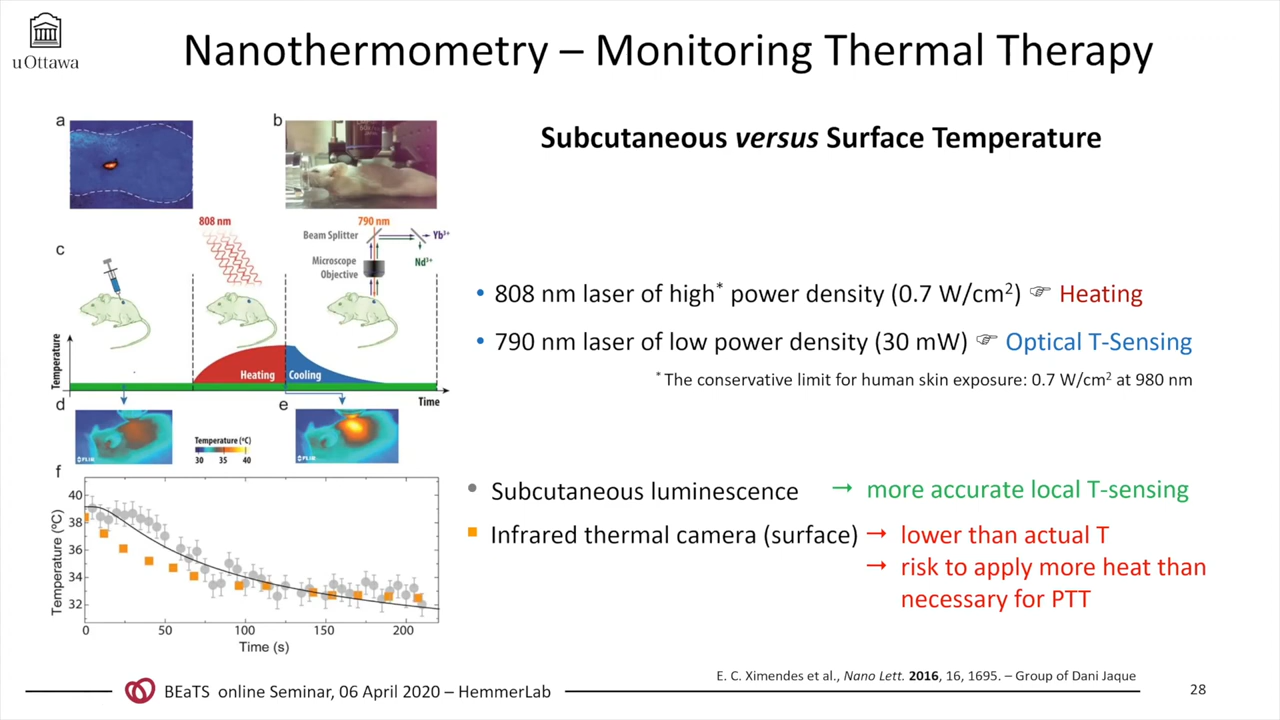 uOttawa
Nanothermometry – Monitoring Thermal Therapy
Subcutaneous versus Surface Temperature
a
b
808 nm
790 nm
Beam Splitter
Yb³⁺
Nd³⁺
Microscope
Objective
c
Temperature
Heating
Cooling
Time
d
e
Temperature (ºC)
30 35 40
FLIR
FLIR
f
Temperature (ºC)
40
38
36
34
32
0 50 100 150 200
Time (s)
• 808 nm laser of high* power density (0.7 W/cm²) ☞ Heating
• 790 nm laser of low power density (30 mW) ☞ Optical T-Sensing
* The conservative limit for human skin exposure: 0.7 W/cm² at 980 nm
Subcutaneous luminescence → more accurate local T-sensing
Infrared thermal camera (surface) → lower than actual T
→ risk to apply more heat than
necessary for PTT
E. C. Ximendes et al., Nano Lett. 2016, 16, 1695. – Group of Dani Jaque
BEaTS online Seminar, 06 April 2020 – HemmerLab
28